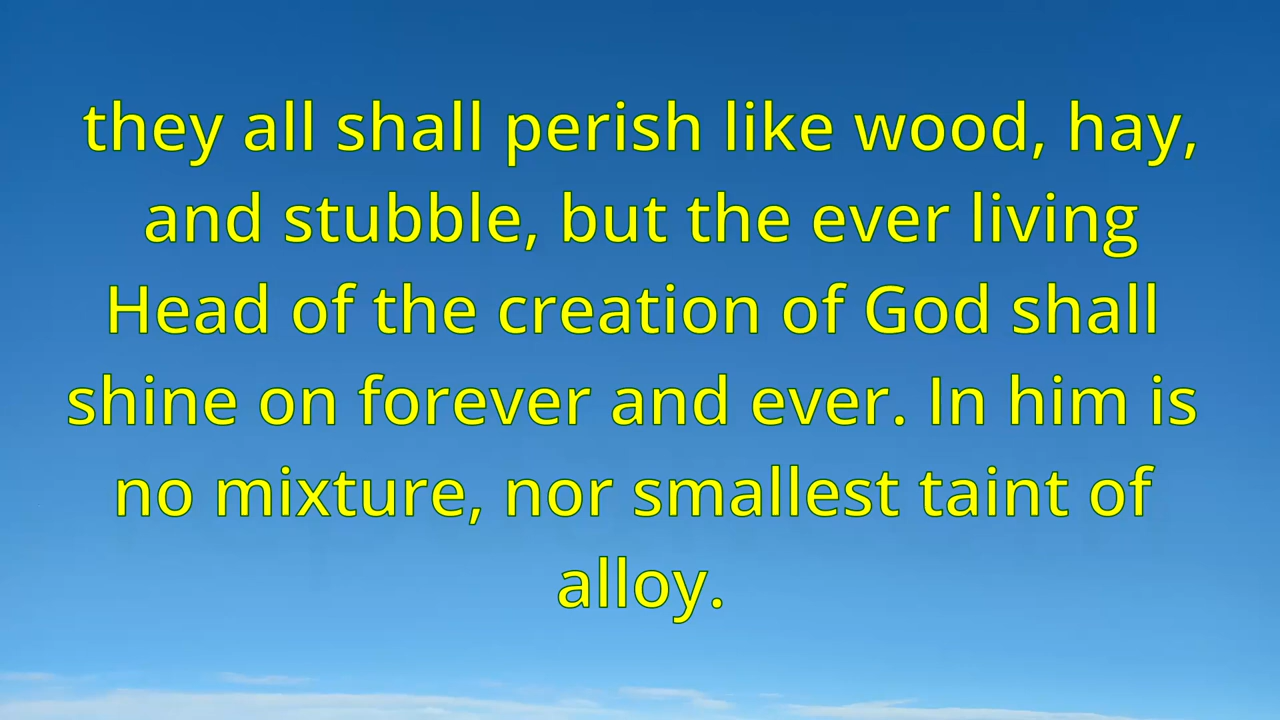 they all shall perish like wood, hay,
and stubble, but the ever living
Head of the creation of God shall
shine on forever and ever. In him is
no mixture, nor smallest taint of
alloy.